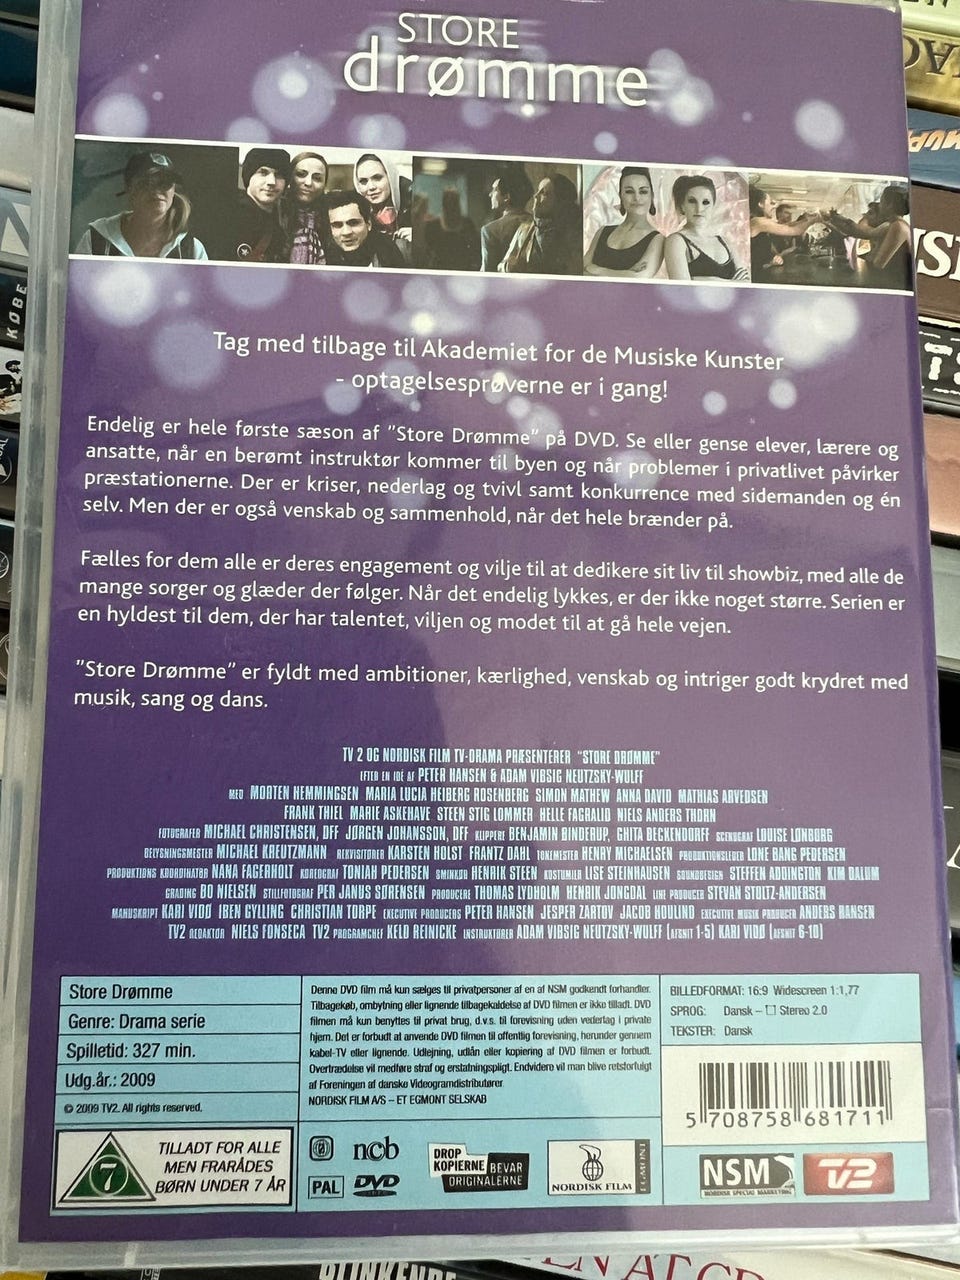 STORE
drømme
Tag med tilbage til Akademiet for de Musiske Kunster
- optagelsesprøverne er i gang!
Endelig er hele første sæson af "Store Drømme" på DVD. Se eller gense elever, lærere og
ansatte, når en berømt instruktør kommer til byen og når problemer i privatlivet påvirker
præstationerne. Der er kriser, nederlag og tvivl samt konkurrence med sidemanden og én
selv. Men der er også venskab og sammenhold, når det hele brænder på.
Fælles for dem alle er deres engagement og vilje til at dedikere sit liv til showbiz, med alle de
mange sorger og glæder der følger. Når det endelig lykkes, er der ikke noget større. Serien er
en hyldest til dem, der har talentet, viljen og modet til at gå hele vejen.
"Store Drømme" er fyldt med ambitioner, kærlighed, venskab og intriger godt krydret med
musik, sang og dans.
TV 2 OG NORDISK FILM TV-DRAMA PRÆSENTERER "STORE DRØMME"
EFTER EN IDÉ AF PETER HANSEN & ADAM VIBSIG NEUTZSKY-WULFF
MED MORTEN HEMMINGSEN MARIA LUCIA HEIBERG ROSENBERG SIMON MATHEW ANNA DAVID MATHIAS ARVEDSEN
FRANK THIEL MARIE ASKEHAVE STEEN STIG LOMMER HELLE FAGRALID NIELS ANDERS THORN
FOTOGRAFER MICHAEL CHRISTENSEN, DFF JØRGEN JOHANSSON, DFF KLIPPERE BENJAMIN BINDERUP, GHITA BECKENDORFF SCENOGRAF LOUISE LØNBORG
BELYSNINGSMESTER MICHAEL KREUTZMANN REKVISITØRER KARSTEN HOLST FRANTZ DAHL TONEMESTER HENRY MICHAELSEN PRODUKTIONSLEDER LONE BANG PEDERSEN
PRODUKTIONS KOORDINATOR NANA FAGERHOLT KOREOGRAF TONIAH PEDERSEN SMINKØR HENRIK STEEN KOSTUMIER LISE STEINHAUSEN SOUNDDESIGN STEFFEN ADDINGTON KIM DALUM
GRADING BO NIELSEN STILLFOTOGRAF PER JANUS SØRENSEN PRODUCERE THOMAS LYDHOLM HENRIK JONGDAL LINE PRODUCER STEVAN STOLTZ-ANDERSEN
MANUSKRIPT KARI VIDØ IBEN GYLLING CHRISTIAN TORPE EXECUTIVE PRODUCERS PETER HANSEN JESPER ZARTOV JACOB HOULIND EXECUTIVE MUSIK PRODUCER ANDERS HANSEN
TV2 REDAKTØR NIELS FONSECA TV2 PROGRAMCHEF KELD REINICKE INSTRUKTØRER ADAM VIBSIG NEUTZSKY-WULFF (AFSNIT 1-5) KARI VIDØ (AFSNIT 6-10)
Store Drømme
Genre: Drama serie
Spilletid: 327 min.
Udg.år.: 2009
© 2009 TV2. All rights reserved.
Denne DVD film må kun sælges til privatpersoner af en af NSM godkendt forhandler.
Tilbagekøb, ombytning eller lignende tilbagekaldelse af DVD filmen er ikke tilladt. DVD
filmen må kun benyttes til privat brug, d.v.s. til forevisning uden vederlag i private
hjem. Det er forbudt at anvende DVD filmen til offentlig forevisning, herunder gennem
kabel-TV eller lignende. Udlejning, udlån eller kopiering af DVD filmen er forbudt.
Overtrædelse vil medføre straf og erstatningspligt. Endvidere vil man blive retsforfulgt
af Foreningen af danske Videogramdistributører.
NORDISK FILM A/S – ET EGMONT SELSKAB
BILLEDFORMAT: 16:9 Widescreen 1:1,77
SPROG: Dansk – Stereo 2.0
TEKSTER: Dansk
5 708758 681711
7
TILLADT FOR ALLE
MEN FRARÅDES
BØRN UNDER 7 ÅR
ncb
PAL
DVD
DROP
KOPIERNE BEVAR
ORIGINALERNE
NORDISK FILM
EGMONT
NSM
NORDISK SPECIAL MARKETING
TV2
KØBE
BLINKENDE